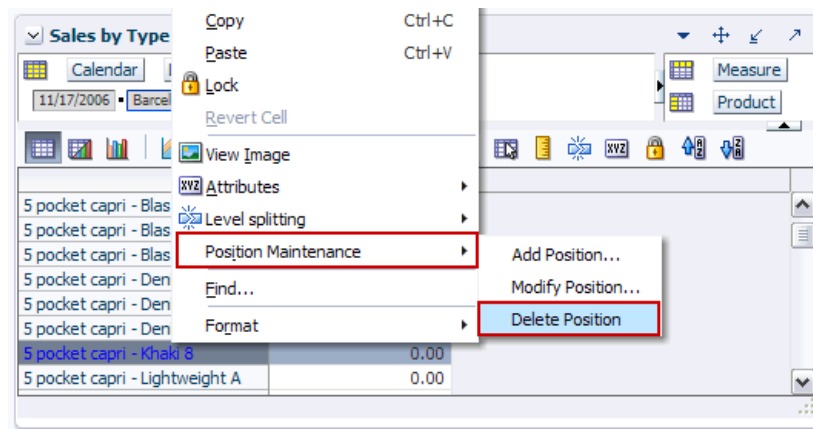 Sales by Type
Copy Ctrl+C
Paste Ctrl+V
Lock
Revert Cell
View Image
XYZ Attributes
Level splitting
Position Maintenance
Find...
Format
Add Position...
Modify Position...
Delete Position
Calendar
Measure
11/17/2006
Product
XYZ
5 pocket capri - Blas
5 pocket capri - Blas
5 pocket capri - Blas
5 pocket capri - Den
5 pocket capri - Den
5 pocket capri - Den
5 pocket capri - Khaki 8 0.00
5 pocket capri - Lightweight A 0.00